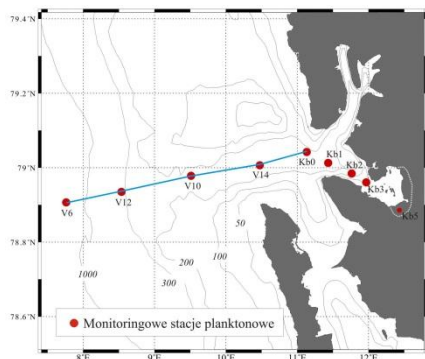 79.4°N
79.2°N
79°N
78.8°N
78.6°N
Kb0
Kb1
Kb2
Kb3
Kb5
V14
V10
V12
V6
50
100
200
300
1000
Monitoringowe stacje planktonowe
8°E
9°E
10°E
11°E
12°E